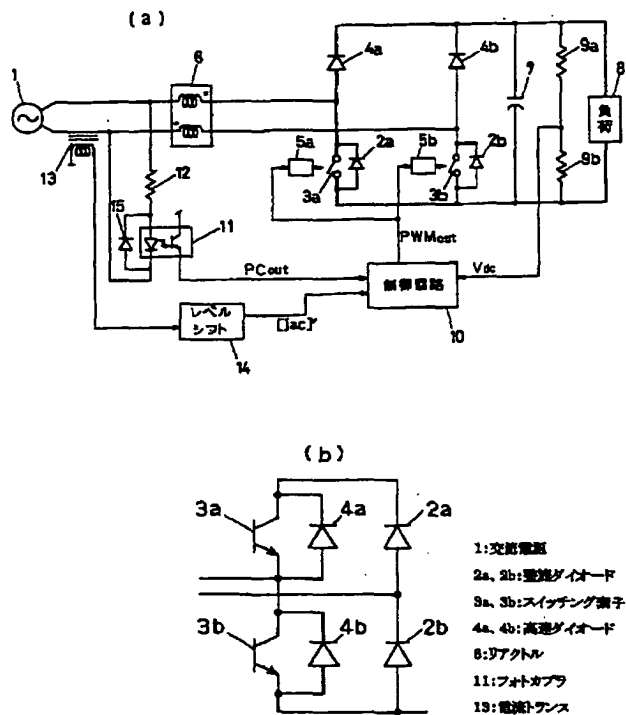 (a)
1
6
4a
4b
7
9a
8
負荷
13
12
5a
2a
5b
2b
9b
3a
3b
15
11
PWMout
PCout
制御回路
Vdc
レベル
シフト
[iac]
10
14
(b)
3a
4a
2a
3b
4b
2b
1:交流電源
2a、2b:整流ダイオード
3a、3b:スイッチング素子
4a、4b:高速ダイオード
6:リアクトル
11:フォトカプラ
13:電流トランス